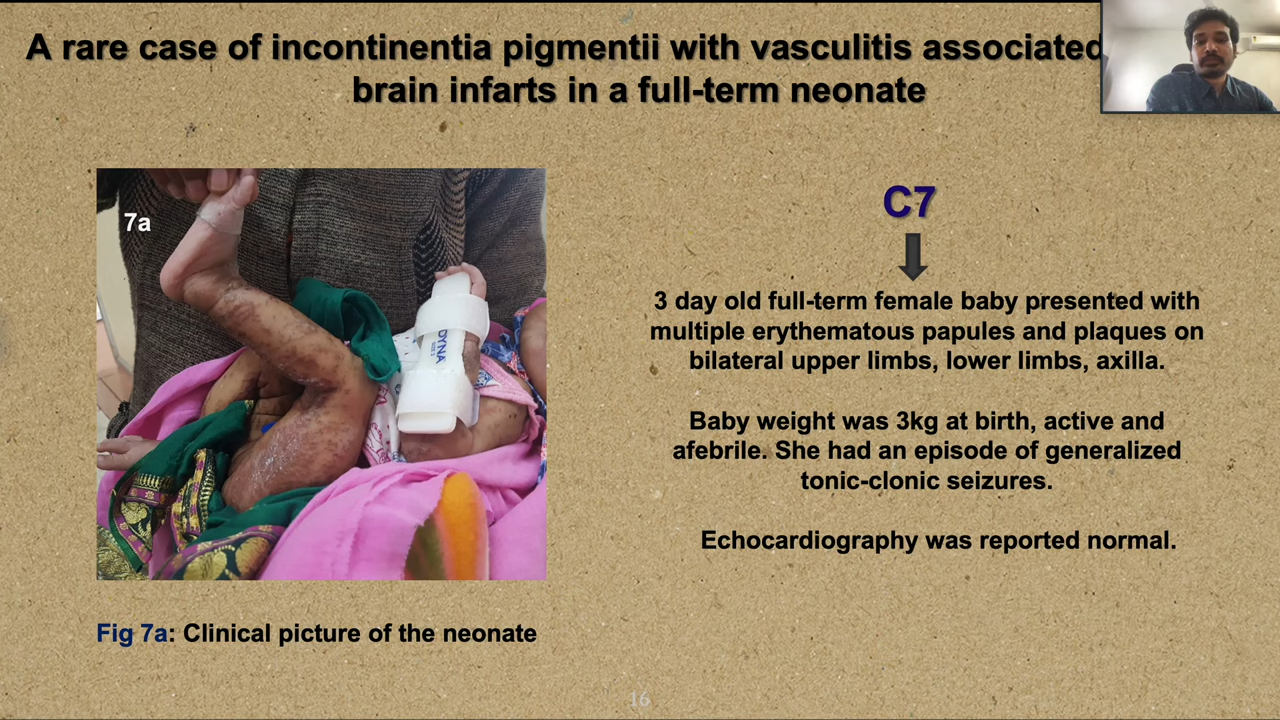 A rare case of incontinentia pigmentii with vasculitis associated
brain infarts in a full-term neonate
7a
DYNA
C7
3 day old full-term female baby presented with
multiple erythematous papules and plaques on
bilateral upper limbs, lower limbs, axilla.
Baby weight was 3kg at birth, active and
afebrile. She had an episode of generalized
tonic-clonic seizures.
Echocardiography was reported normal.
Fig 7a: Clinical picture of the neonate
16